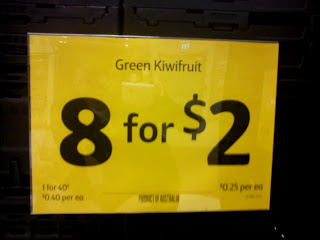 Green Kiwifruit
8 for $2
1 for 40¢
$0.40 per ea PRODUCT OF AUSTRALIA $0.25 per ea